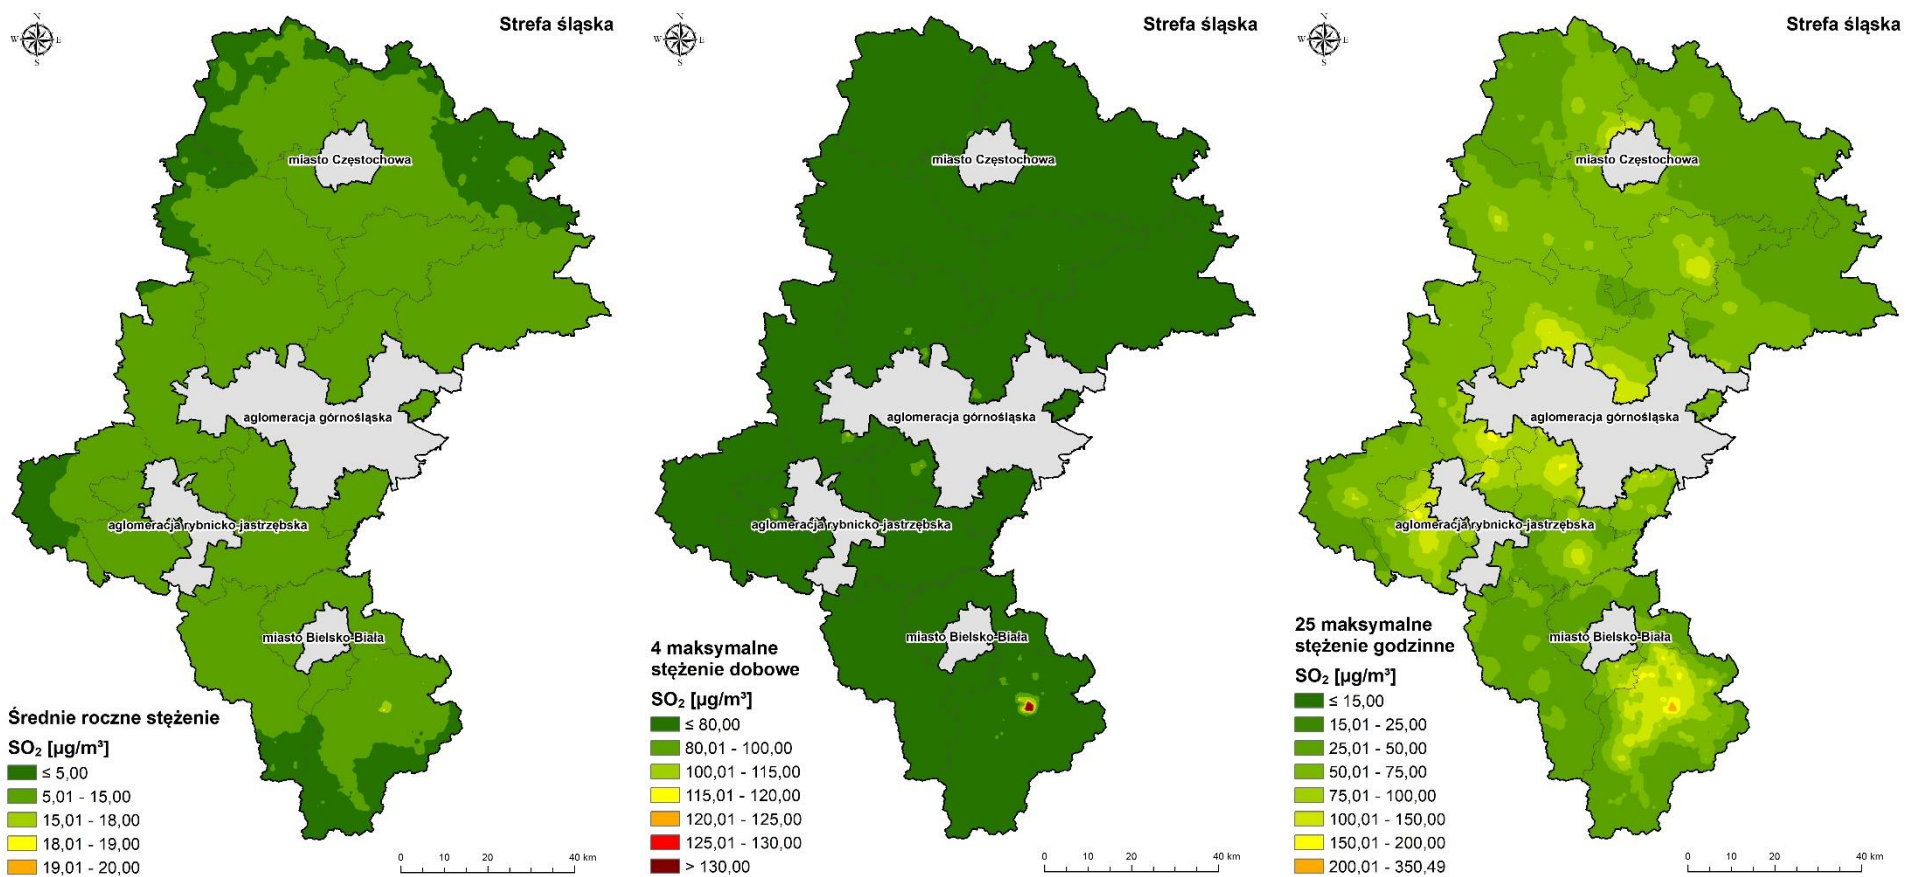 N
W E
S
Strefa śląska
miasto Częstochowa
aglomeracja górnośląska
aglomeracja rybnicko-jastrzębska
miasto Bielsko-Biała
Średnie roczne stężenie
SO₂ [µg/m³]
≤ 5,00
5,01 - 15,00
15,01 - 18,00
18,01 - 19,00
19,01 - 20,00
0 10 20 40 km
N
W E
S
Strefa śląska
miasto Częstochowa
aglomeracja górnośląska
aglomeracja rybnicko-jastrzębska
miasto Bielsko-Biała
4 maksymalne
stężenie dobowe
SO₂ [µg/m³]
≤ 80,00
80,01 - 100,00
100,01 - 115,00
115,01 - 120,00
120,01 - 125,00
125,01 - 130,00
> 130,00
0 10 20 40 km
N
W E
S
Strefa śląska
miasto Częstochowa
aglomeracja górnośląska
aglomeracja rybnicko-jastrzębska
miasto Bielsko-Biała
25 maksymalne
stężenie godzinne
SO₂ [µg/m³]
≤ 15,00
15,01 - 25,00
25,01 - 50,00
50,01 - 75,00
75,01 - 100,00
100,01 - 150,00
150,01 - 200,00
200,01 - 350,49
0 10 20 40 km